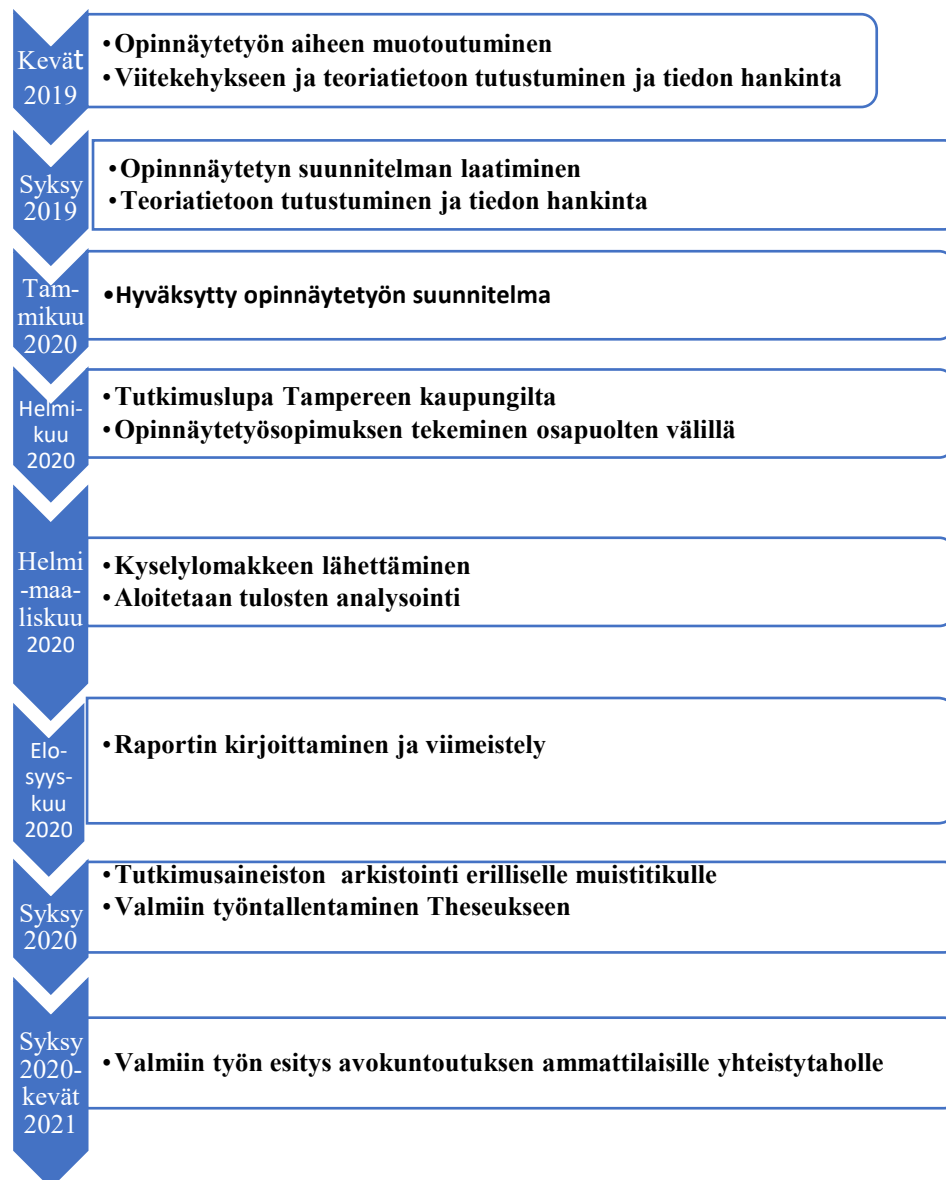 Kevät
2019
•Opinnäytetyön aiheen muotoutuminen
•Viitekehykseen ja teoriatietoon tutustuminen ja tiedon hankinta
Syksy
2019
•Opinnnäytetyn suunnitelman laatiminen
•Teoriatietoon tutustuminen ja tiedon hankinta
Tam-
mikuu
2020
•Hyväksytty opinnäytetyön suunnitelma
Helmi-
kuu
2020
•Tutkimuslupa Tampereen kaupungilta
•Opinnäytetyösopimuksen tekeminen osapuolten välillä
Helmi
-maa-
liskuu
2020
•Kyselylomakkeen lähettäminen
•Aloitetaan tulosten analysointi
Elo-
syys-
kuu
2020
•Raportin kirjoittaminen ja viimeistely
Syksy
2020
•Tutkimusaineiston arkistointi erilliselle muistitikulle
•Valmiin työntallentaminen Theseukseen
Syksy
2020-
kevät
2021
•Valmiin työn esitys avokuntoutuksen ammattilaisille yhteistytaholle